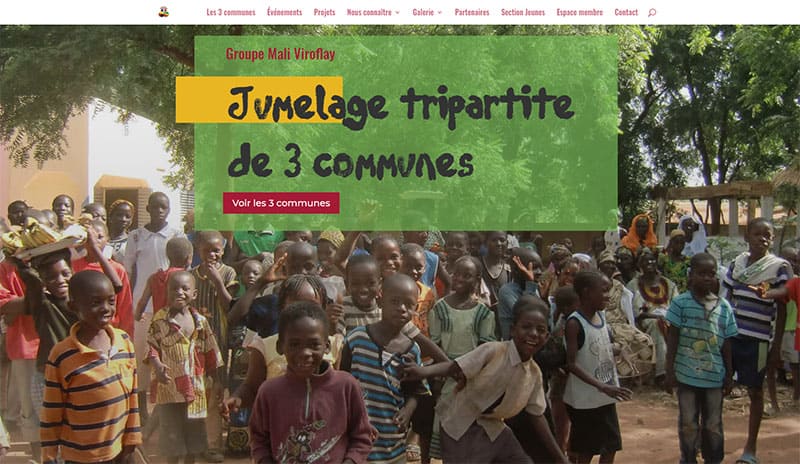 Les 3 communes Événements Projets Nous connaître Galerie Partenaires Section Jeunes Espace membre Contact
Groupe Mali Viroflay
Jumelage tripartite
de 3 communes
Voir les 3 communes